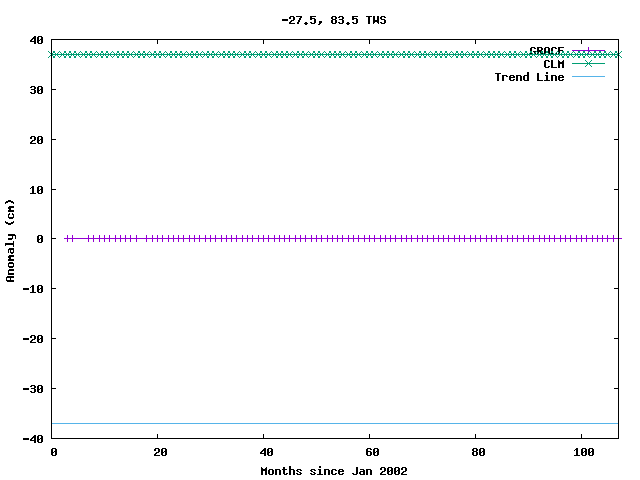 -27.5, 83.5 TWS
40
30
20
10
0
-10
-20
-30
-40
Anomaly (cm)
GRACE
CLM
Trend Line
0 20 40 60 80 100
Months since Jan 2002